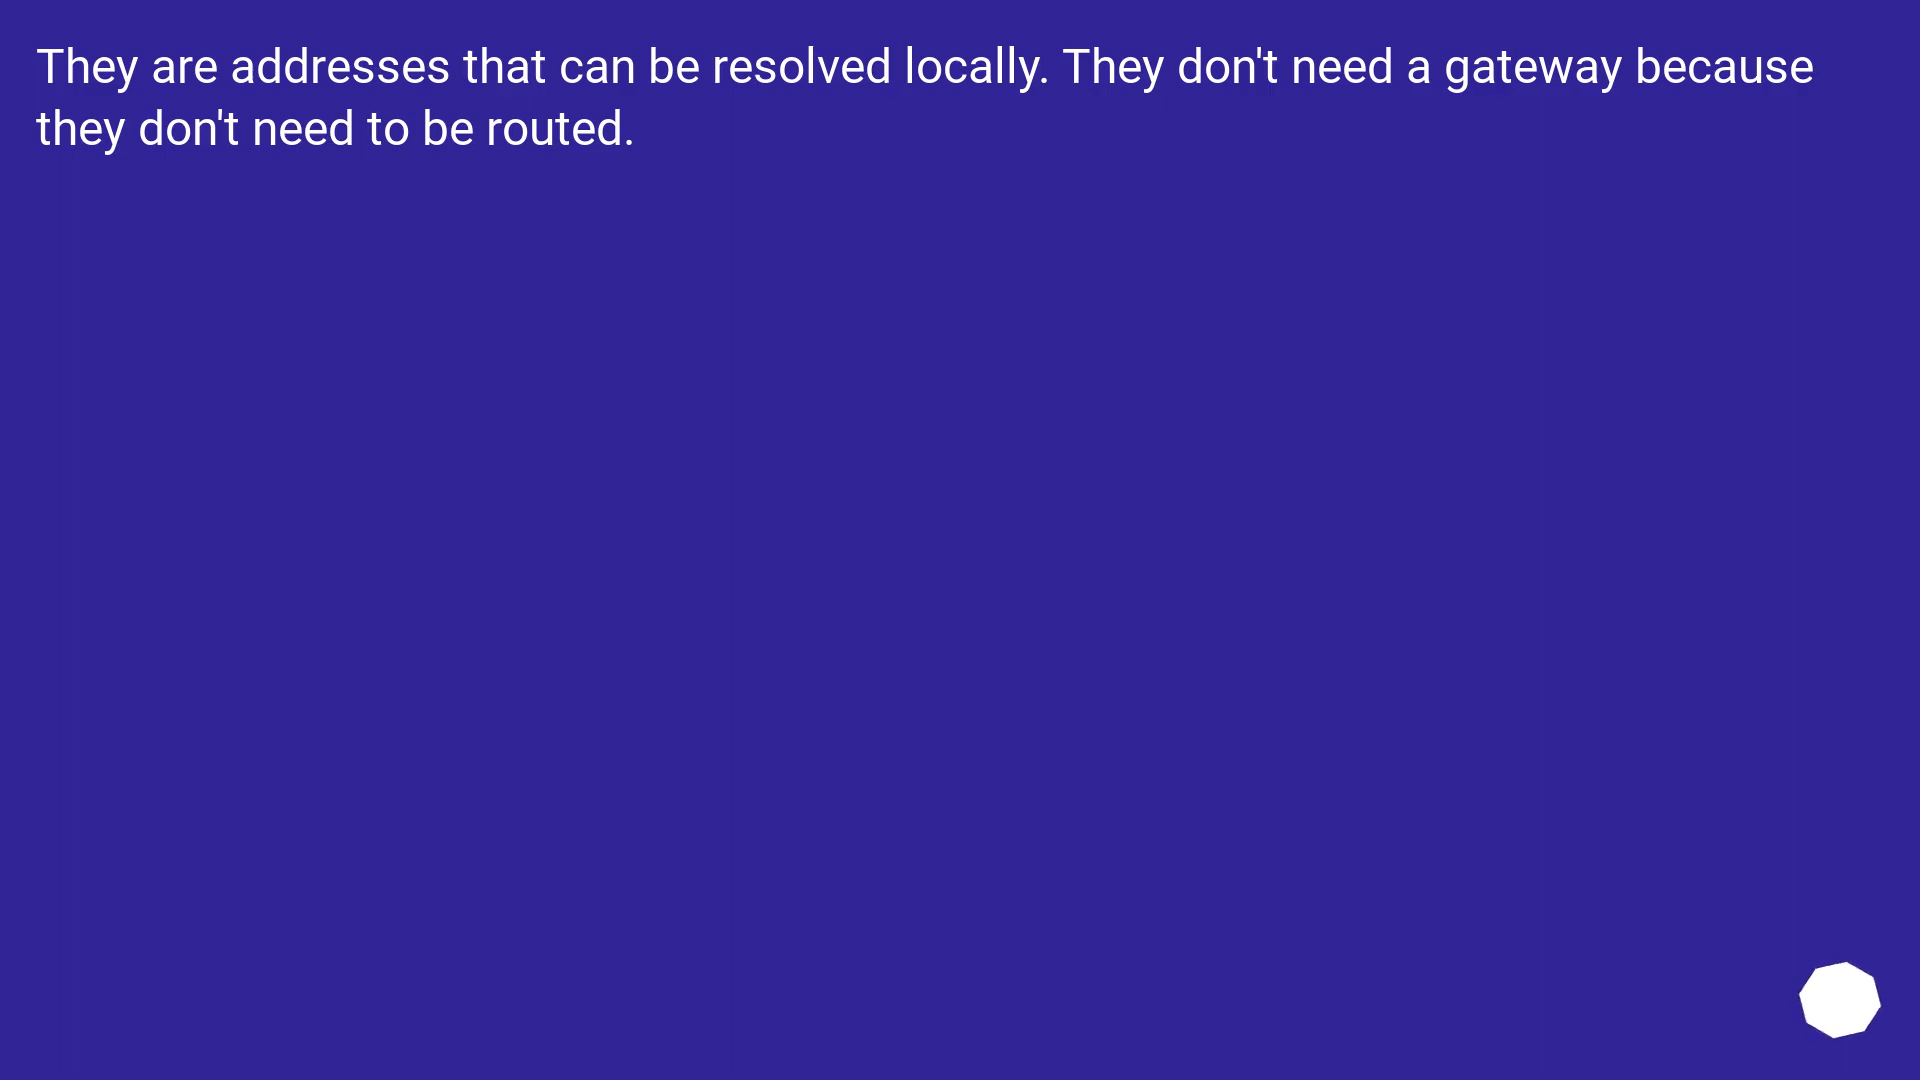 They are addresses that can be resolved locally. They don't need a gateway because
they don't need to be routed.